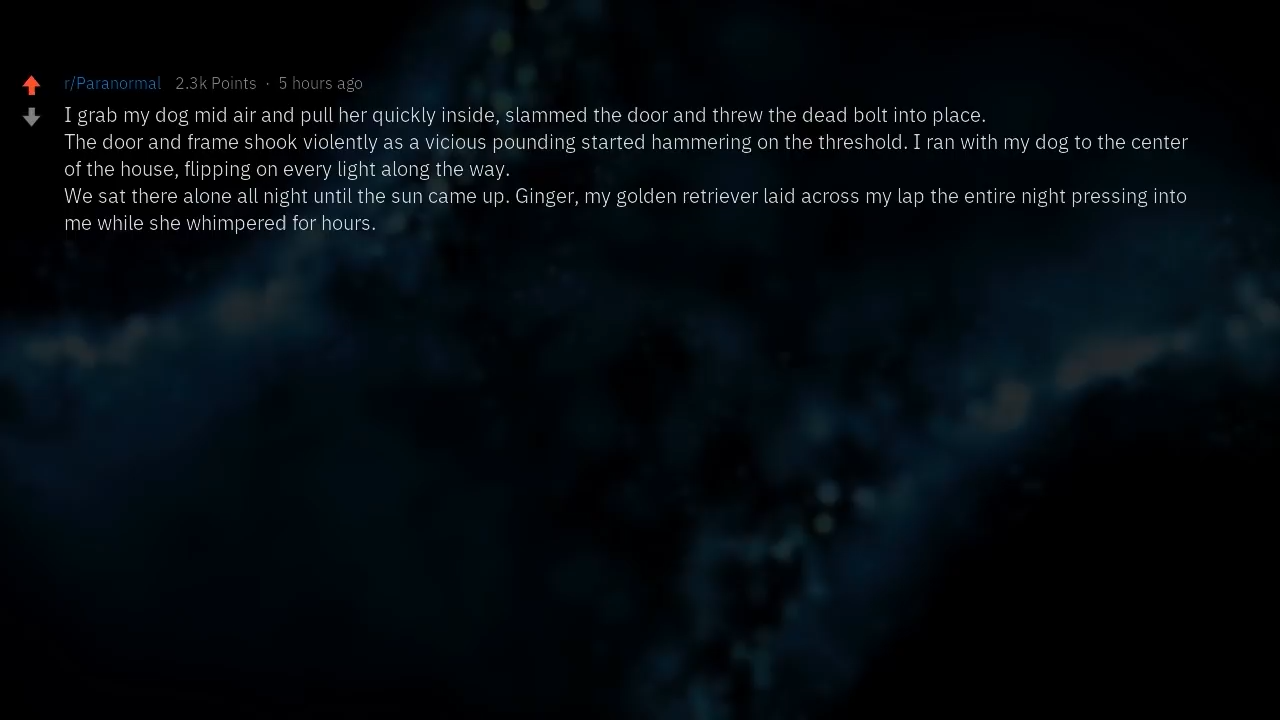 r/Paranormal 2.3k Points · 5 hours ago
I grab my dog mid air and pull her quickly inside, slammed the door and threw the dead bolt into place.
The door and frame shook violently as a vicious pounding started hammering on the threshold. I ran with my dog to the center
of the house, flipping on every light along the way.
We sat there alone all night until the sun came up. Ginger, my golden retriever laid across my lap the entire night pressing into
me while she whimpered for hours.